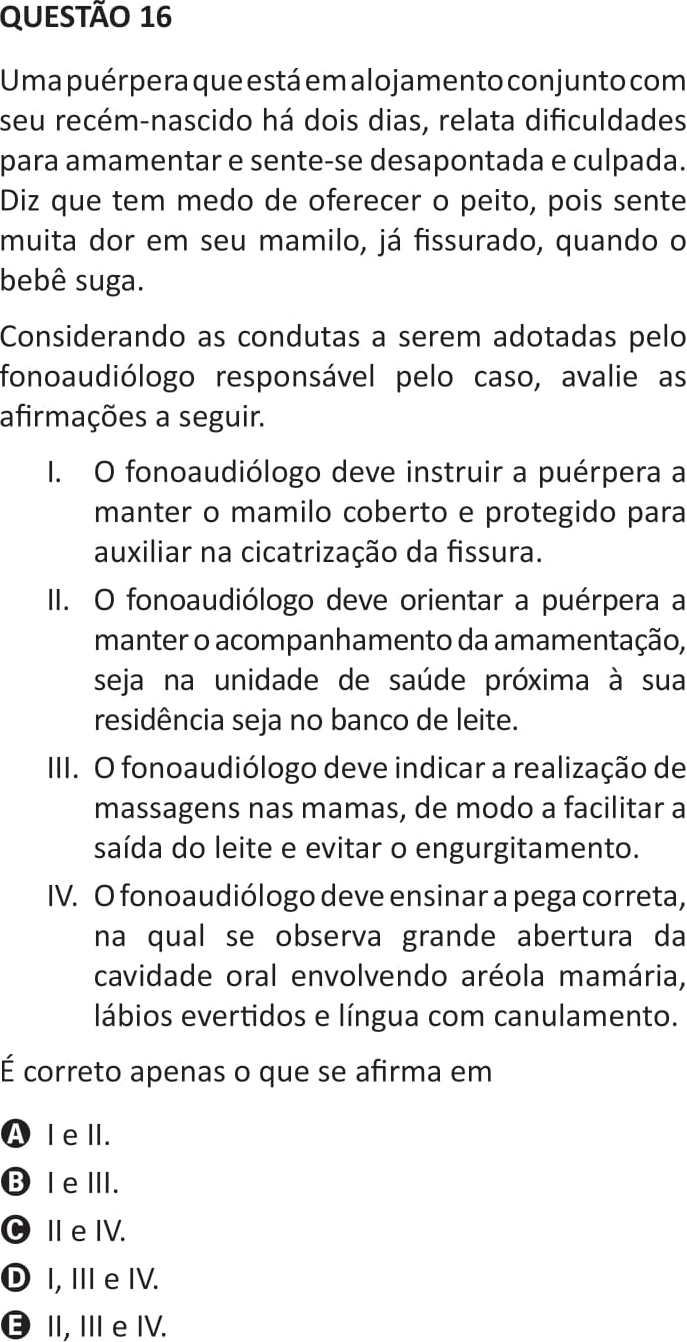 QUESTÃO 16
Uma puérpera que está em alojamento conjunto com
seu recém-nascido há dois dias, relata dificuldades
para amamentar e sente-se desapontada e culpada.
Diz que tem medo de oferecer o peito, pois sente
muita dor em seu mamilo, já fissurado, quando o
bebê suga.
Considerando as condutas a serem adotadas pelo
fonoaudiólogo responsável pelo caso, avalie as
afirmações a seguir.
I. O fonoaudiólogo deve instruir a puérpera a
manter o mamilo coberto e protegido para
auxiliar na cicatrização da fissura.
II. O fonoaudiólogo deve orientar a puérpera a
manter o acompanhamento da amamentação,
seja na unidade de saúde próxima à sua
residência seja no banco de leite.
III. O fonoaudiólogo deve indicar a realização de
massagens nas mamas, de modo a facilitar a
saída do leite e evitar o engurgitamento.
IV. O fonoaudiólogo deve ensinar a pega correta,
na qual se observa grande abertura da
cavidade oral envolvendo aréola mamária,
lábios evertidos e língua com canulamento.
É correto apenas o que se afirma em
A I e II.
B I e III.
C II e IV.
D I, III e IV.
E II, III e IV.